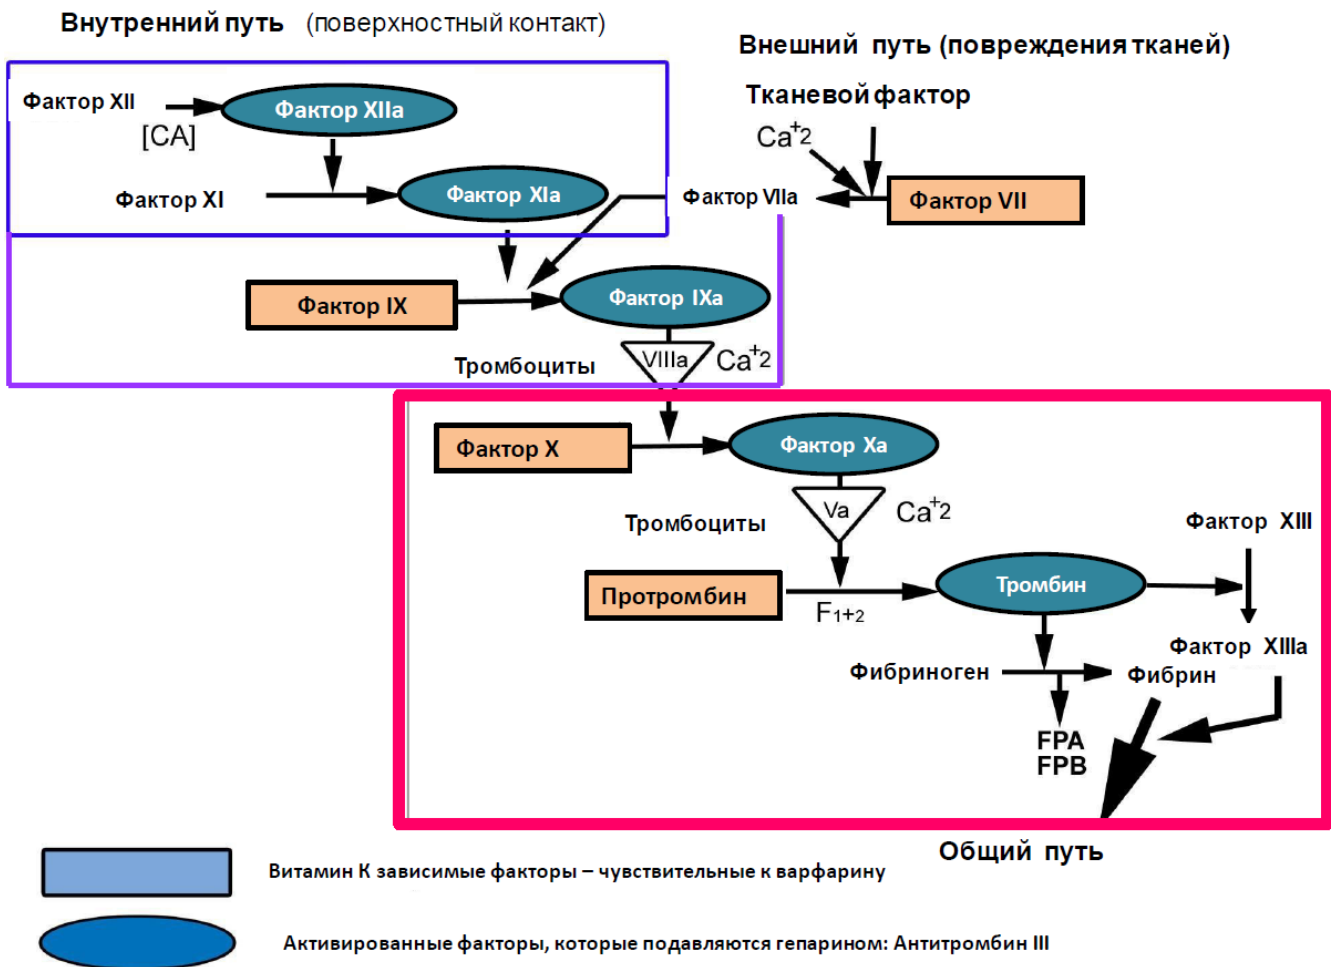 Внутренний путь (поверхностный контакт)
Внешний путь (повреждения тканей)
Тканевой фактор
Фактор XII
Фактор XIIa
[CA]
Ca+2
Фактор XI
Фактор XIa
Фактор VIIa
Фактор VII
Фактор IX
Фактор IXa
Тромбоциты
VIIIa
Ca+2
Фактор X
Фактор Xa
Тромбоциты
Va
Ca+2
Фактор XIII
Протромбин
F1+2
Тромбин
Фактор XIIIa
Фибриноген
Фибрин
FPA
FPB
Общий путь
Витамин К зависимые факторы – чувствительные к варфарину
Активированные факторы, которые подавляются гепарином: Антитромбин III